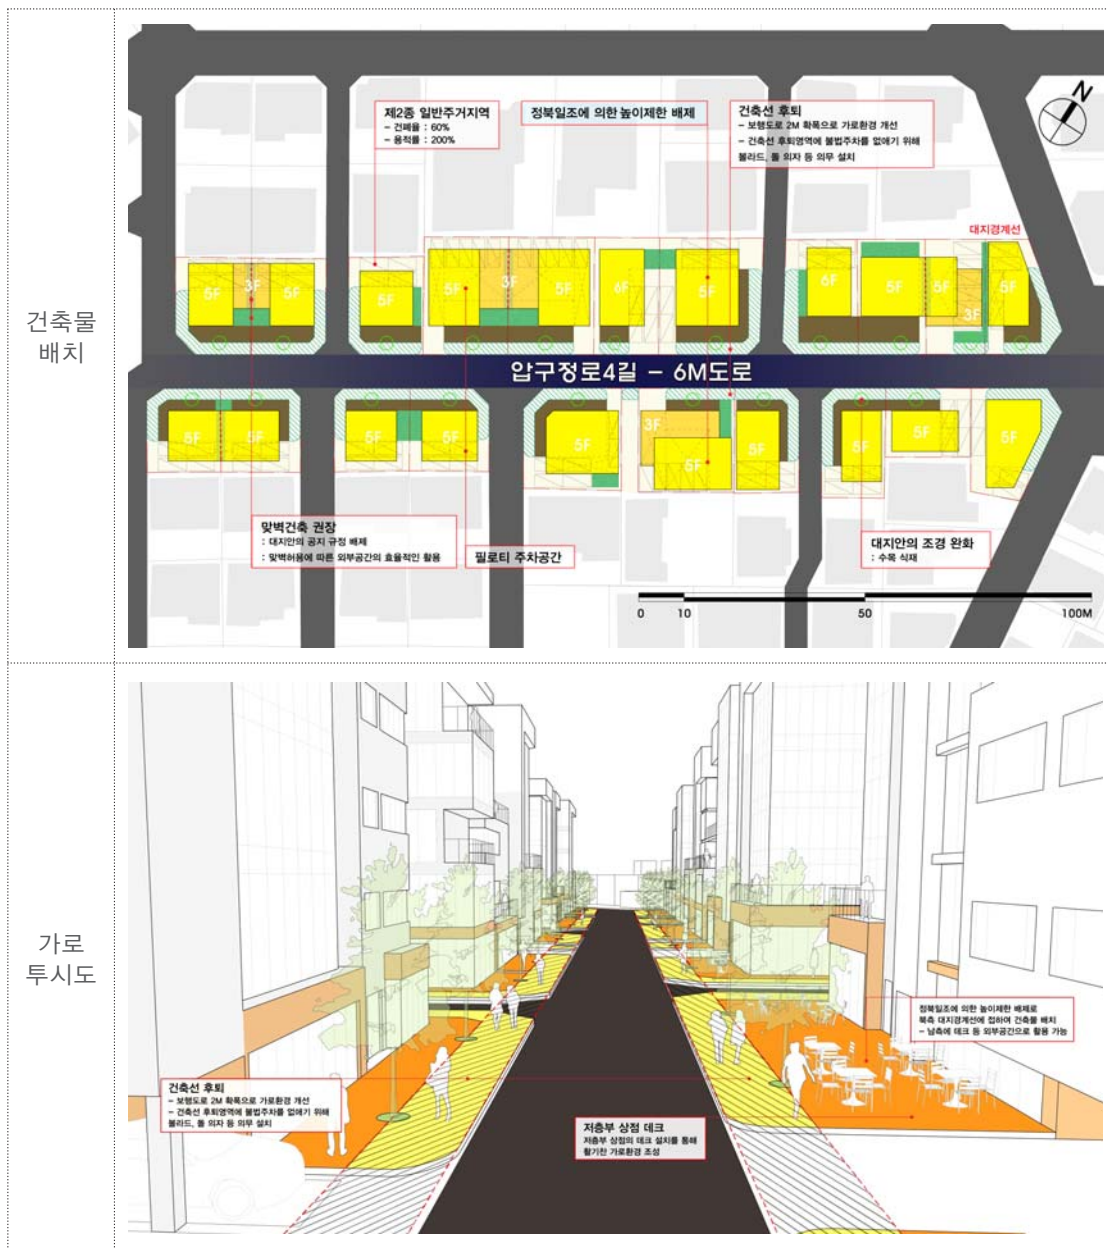 건축물
배치
제2종 일반주거지역
- 건폐율 : 60%
- 용적률 : 200%
정북일조에 의한 높이제한 배제
건축선 후퇴
- 보행도로 2M 확폭으로 가로환경 개선
- 건축선 후퇴영역에 불법주차를 없애기 위해
볼라드, 돌 의자 등 의무 설치
N
대지경계선
5F
3F
5F
5F
5F
3F
5F
6F
5F
6F
5F
5F
3F
5F
압구정로4길 - 6M도로
5F
5F
5F
5F
5F
3F
5F
5F
5F
5F
5F
맞벽건축 권장
: 대지안의 공지 규정 배제
: 맞벽허용에 따른 외부공간의 효율적인 활용
필로티 주차공간
대지안의 조경 완화
: 수목 식재
0 10 50 100M
가로
투시도
정북일조에 의한 높이제한 배제로
북측 대지경계선에 접하여 건축물 배치
- 남측에 데크 등 외부공간으로 활용 가능
건축선 후퇴
- 보행도로 2M 확폭으로 가로환경 개선
- 건축선 후퇴영역에 불법주차를 없애기 위해
볼라드, 돌 의자 등 의무 설치
저층부 상점 데크
저층부 상점의 데크 설치를 통해
활기찬 가로환경 조성